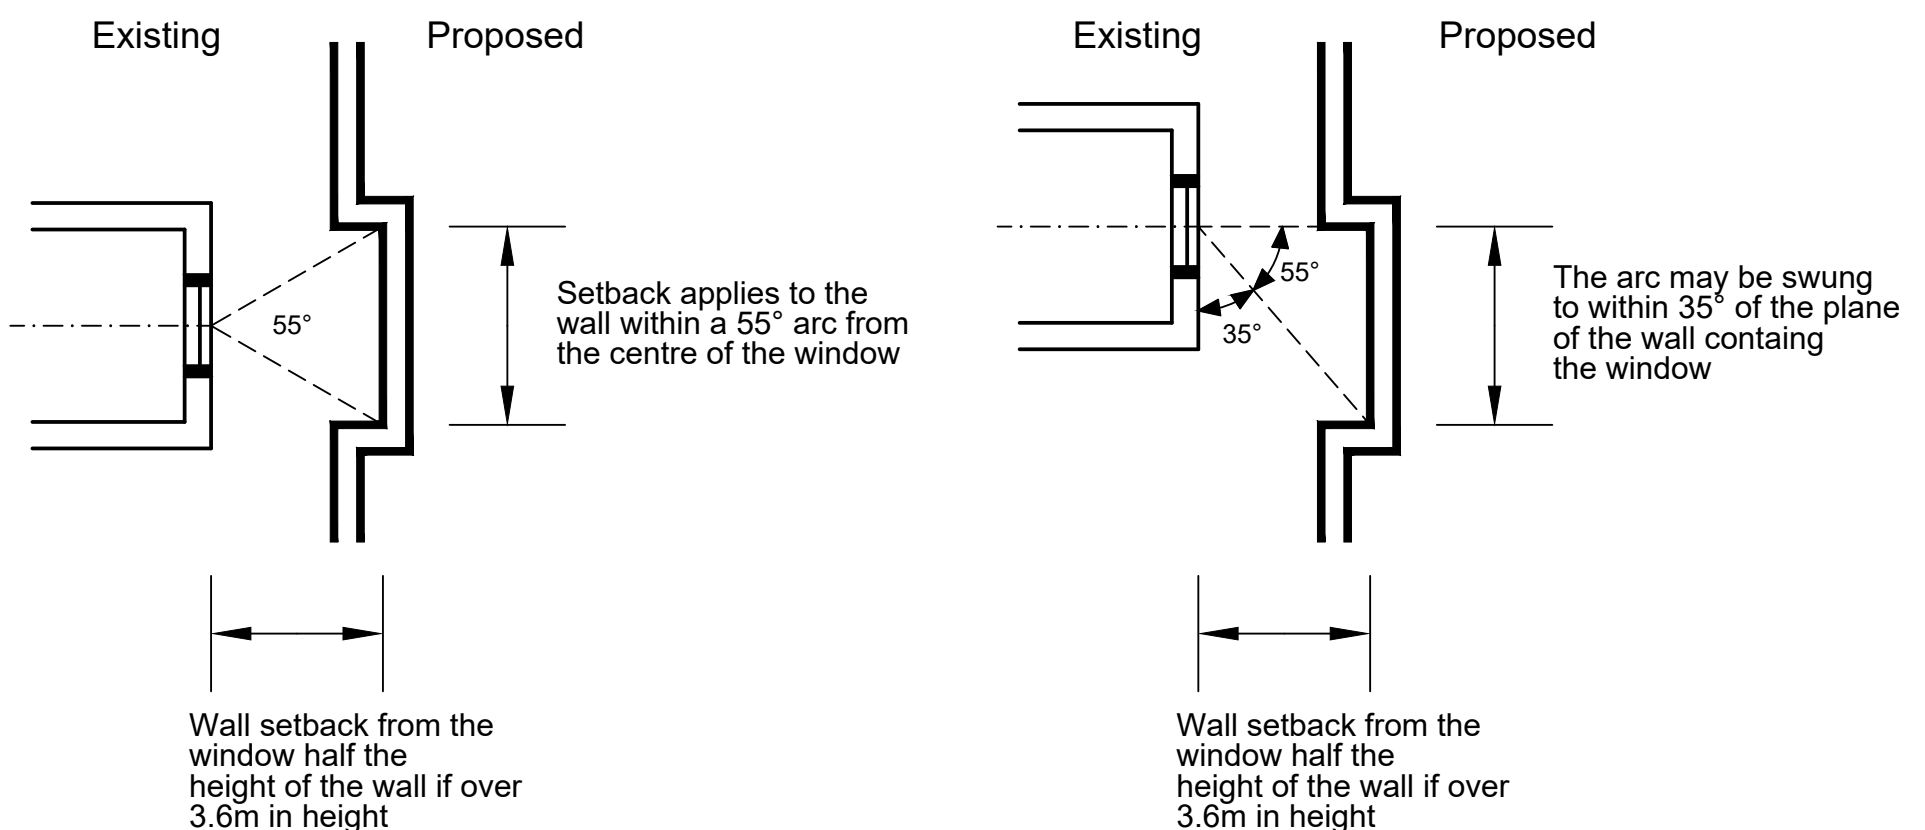 Existing
Proposed
55°
Setback applies to the
wall within a 55° arc from
the centre of the window
Wall setback from the
window half the
height of the wall if over
3.6m in height
Existing
Proposed
55°
35°
The arc may be swung
to within 35° of the plane
of the wall containg
the window
Wall setback from the
window half the
height of the wall if over
3.6m in height